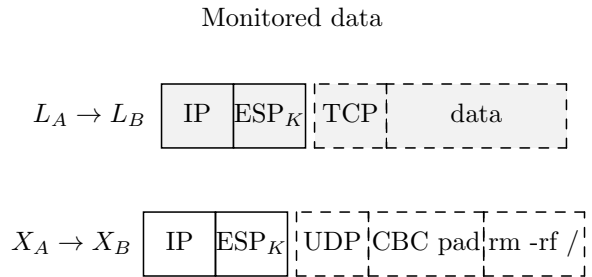 Monitored data
L_A → L_B IP ESP_K TCP data
X_A → X_B IP ESP_K UDP CBC pad rm -rf /